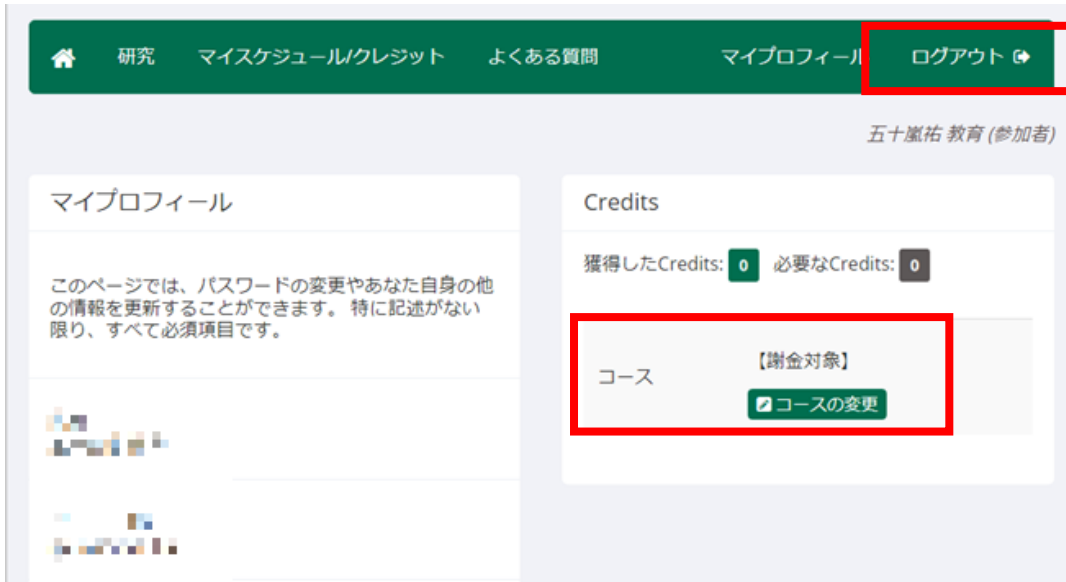 研究 マイスケジュール/クレジット よくある質問 マイプロフィール ログアウト
五十嵐祐 教育 (参加者)
マイプロフィール
このページでは、パスワードの変更やあなた自身の他
の情報を更新することができます。 特に記述がない
限り、すべて必須項目です。
Credits
獲得したCredits: 0 必要なCredits: 0
コース
【謝金対象】
コースの変更